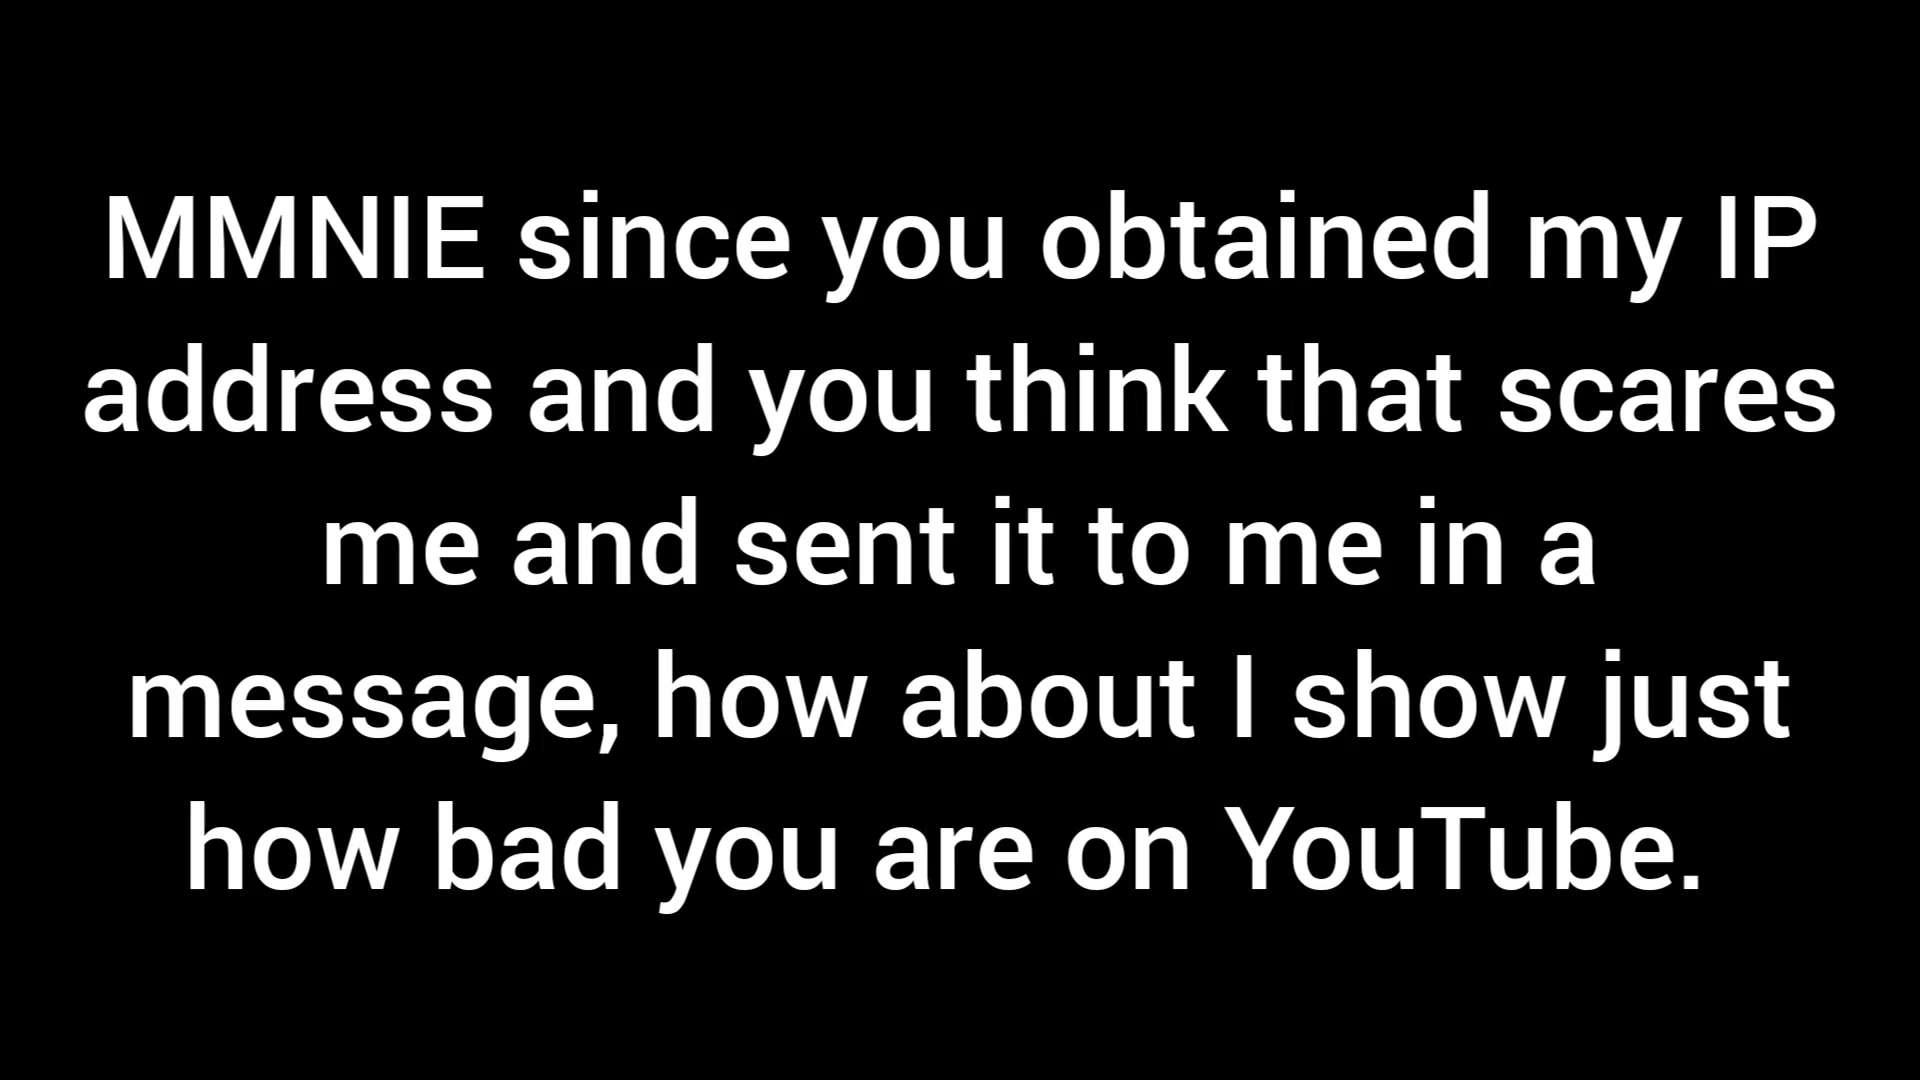 MMNIE since you obtained my IP
address and you think that scares
me and sent it to me in a
message, how about I show just
how bad you are on YouTube.